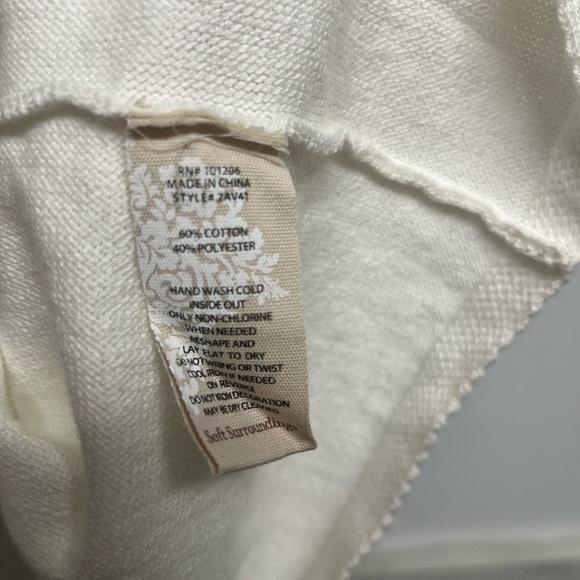 RN# 101206
MADE IN CHINA
STYLE# 2AV41
60% COTTON
40% POLYESTER
HAND WASH COLD
INSIDE OUT
ONLY NON-CHLORINE
WHEN NEEDED
RESHAPE AND
LAY FLAT TO DRY
DO NOT WRING OR TWIST
COOL IRON IF NEEDED
ON REVERSE
DO NOT IRON DECORATION
MAY BE DRY CLEANED
Soft Surroundings